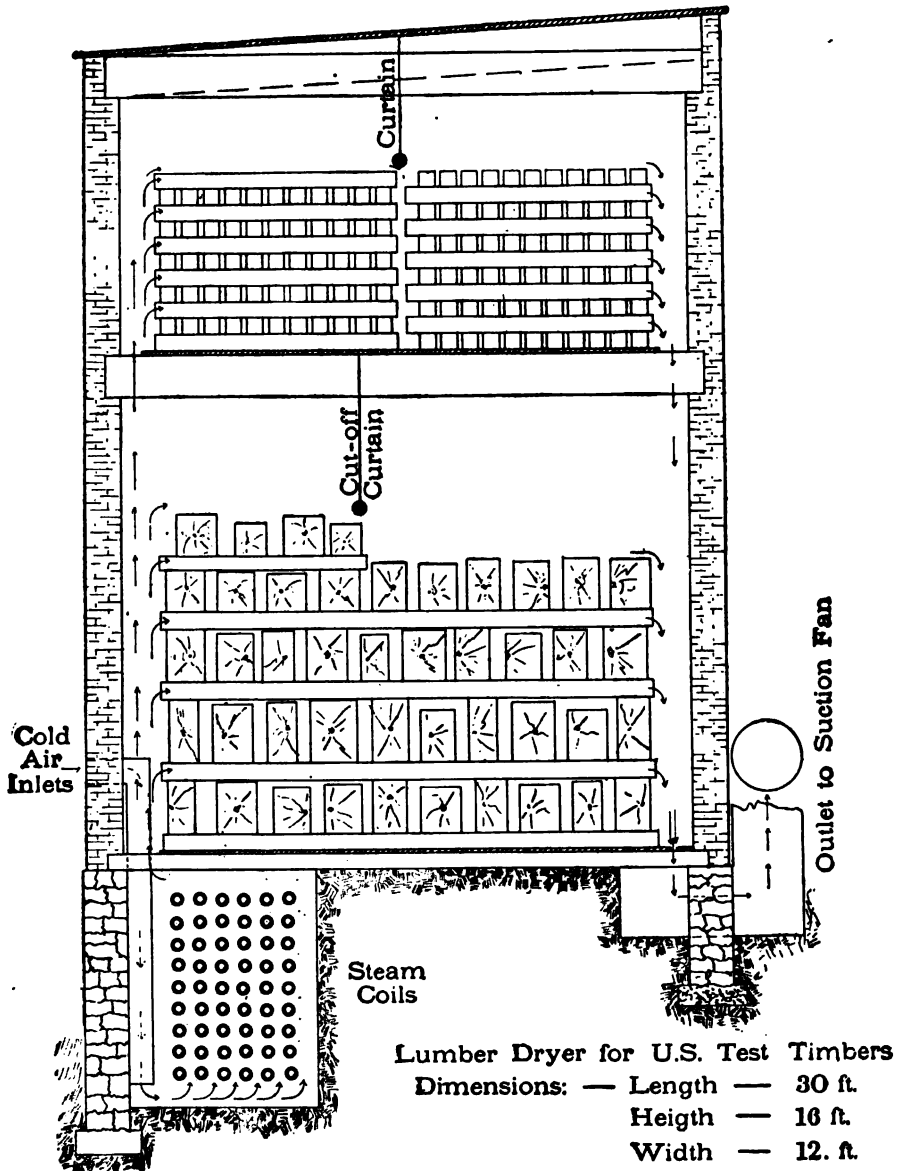 Curtain
Cut-off
Curtain
Cold
Air
Inlets
Outlet to Suction Fan
Steam
Coils
Lumber Dryer for U.S. Test Timbers
Dimensions: — Length — 30 ft.
Heigth — 16 ft.
Width — 12. ft.